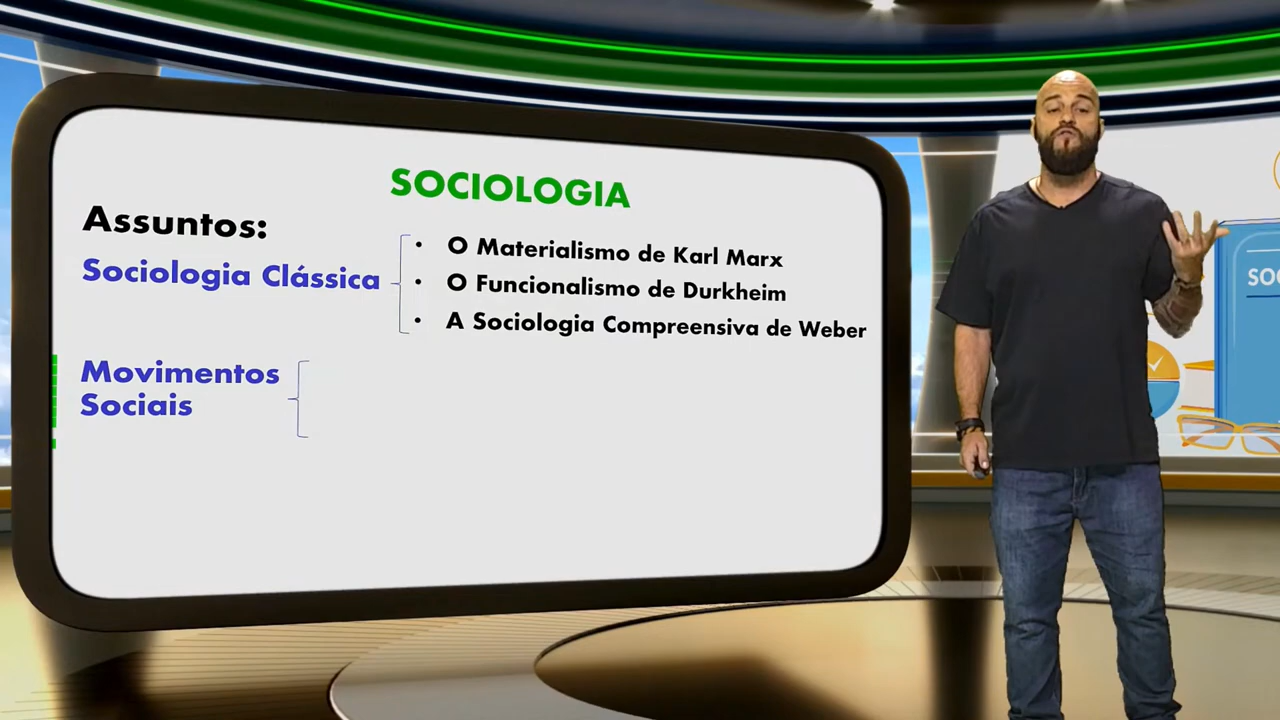 SOCIOLOGIA
Assuntos:
Sociologia Clássica
• O Materialismo de Karl Marx
• O Funcionalismo de Durkheim
• A Sociologia Compreensiva de Weber
Movimentos
Sociais